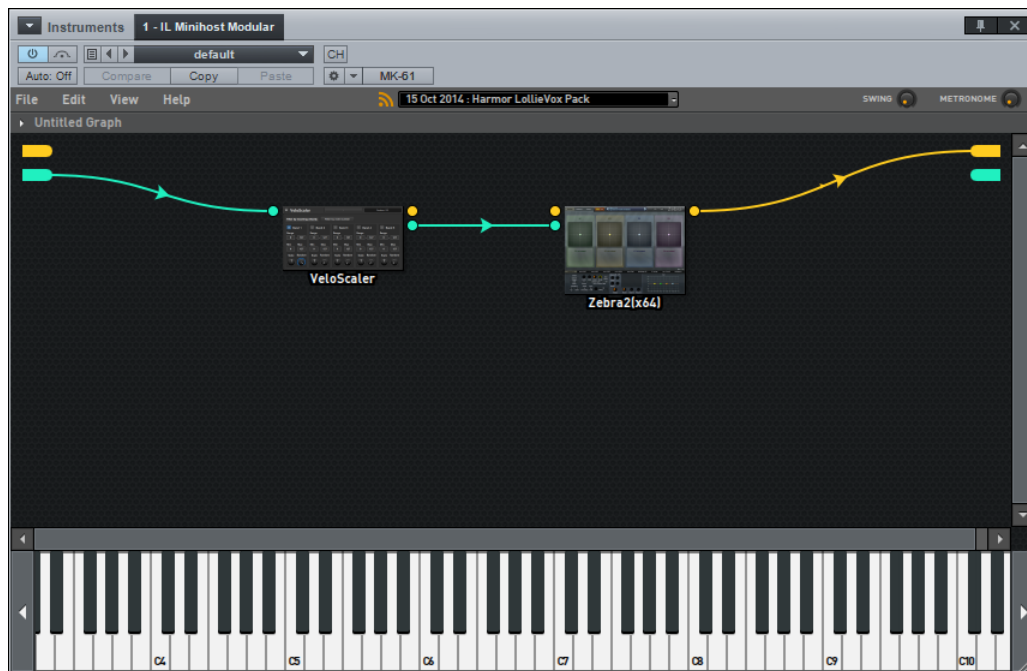 Instruments 1 - IL Minihost Modular
default CH
Auto: Off Compare Copy Paste MK-61
File Edit View Help 15 Oct 2014 : Harmor LollieVox Pack SWING METRONOME
Untitled Graph
VeloScaler
VeloScaler
Zebra2(x64)
C4 C5 C6 C7 C8 C9 C10